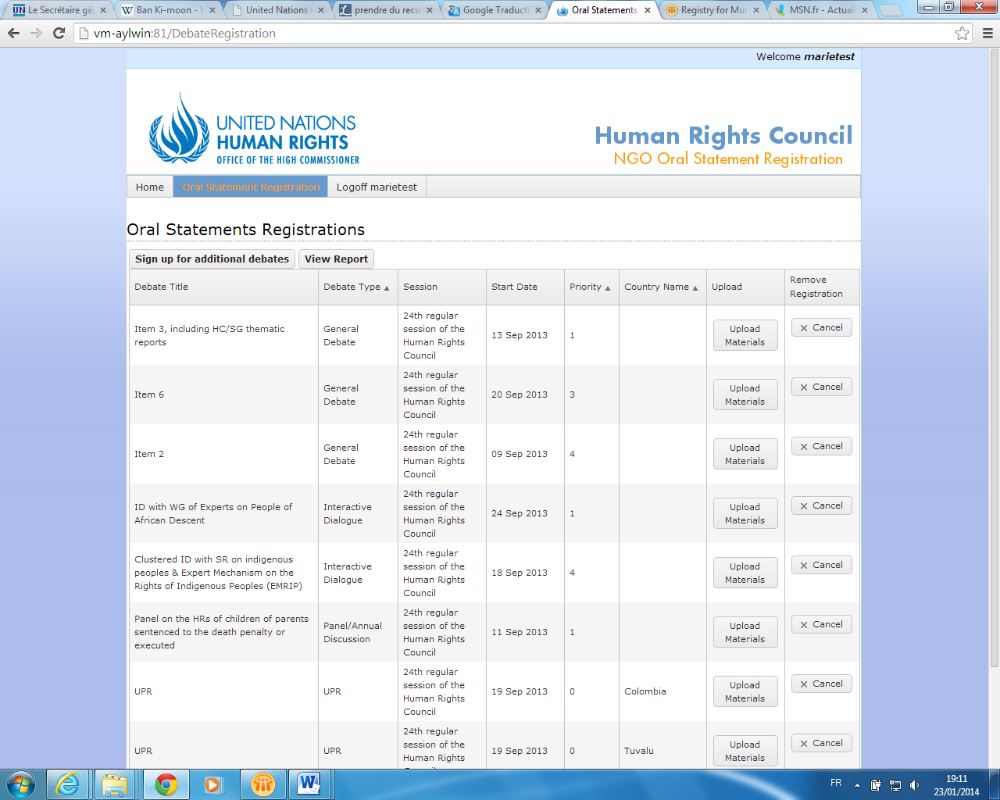 Le Secrétaire gé
Ban Ki-moon - V
United Nations
prendre du recu
Google Traducti
Oral Statements
Registry for Mu
MSN.fr - Actuali
vm-aylwin:81/DebateRegistration
Welcome marietest
UNITED NATIONS
HUMAN RIGHTS
OFFICE OF THE HIGH COMMISSIONER
Human Rights Council
NGO Oral Statement Registration
Home Oral Statement Registration Logoff marietest
Oral Statements Registrations
Sign up for additional debates View Report
Debate Title Debate Type Session Start Date Priority Country Name Upload Remove Registration
Item 3, including HC/SG thematic reports General Debate 24th regular session of the Human Rights Council 13 Sep 2013 1 Upload Materials Cancel
Item 6 General Debate 24th regular session of the Human Rights Council 20 Sep 2013 3 Upload Materials Cancel
Item 2 General Debate 24th regular session of the Human Rights Council 09 Sep 2013 4 Upload Materials Cancel
ID with WG of Experts on People of African Descent Interactive Dialogue 24th regular session of the Human Rights Council 24 Sep 2013 1 Upload Materials Cancel
Clustered ID with SR on indigenous peoples & Expert Mechanism on the Rights of Indigenous Peoples (EMRIP) Interactive Dialogue 24th regular session of the Human Rights Council 18 Sep 2013 4 Upload Materials Cancel
Panel on the HRs of children of parents sentenced to the death penalty or executed Panel/Annual Discussion 24th regular session of the Human Rights Council 11 Sep 2013 1 Upload Materials Cancel
UPR UPR 24th regular session of the Human Rights Council 19 Sep 2013 0 Colombia Upload Materials Cancel
UPR UPR 24th regular session of the Human Rights 19 Sep 2013 0 Tuvalu Upload Materials Cancel
FR
19:11
23/01/2014